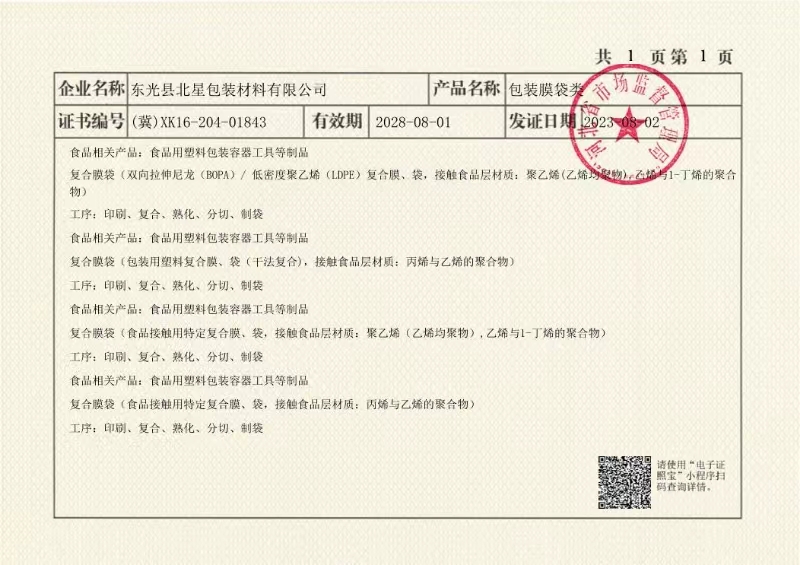 共 1 页第 1 页
企业名称 东光县北星包装材料有限公司 产品名称 包装膜袋类
证书编号 (冀)XK16-204-01843 有效期 2028-08-01 发证日期 2023-08-02
河北省市场监督管理局
食品相关产品：食品用塑料包装容器工具等制品
复合膜袋（双向拉伸尼龙（BOPA）/ 低密度聚乙烯（LDPE）复合膜、袋，接触食品层材质：聚乙烯(乙烯均聚物),乙烯与1-丁烯的聚合
物）
工序：印刷、复合、熟化、分切、制袋
食品相关产品：食品用塑料包装容器工具等制品
复合膜袋（包装用塑料复合膜、袋（干法复合），接触食品层材质：丙烯与乙烯的聚合物）
工序：印刷、复合、熟化、分切、制袋
食品相关产品：食品用塑料包装容器工具等制品
复合膜袋（食品接触用特定复合膜、袋，接触食品层材质：聚乙烯（乙烯均聚物）,乙烯与1-丁烯的聚合物）
工序：印刷、复合、熟化、分切、制袋
食品相关产品：食品用塑料包装容器工具等制品
复合膜袋（食品接触用特定复合膜、袋，接触食品层材质：丙烯与乙烯的聚合物）
工序：印刷、复合、熟化、分切、制袋
请使用“电子证
照宝”小程序扫
码查询详情。